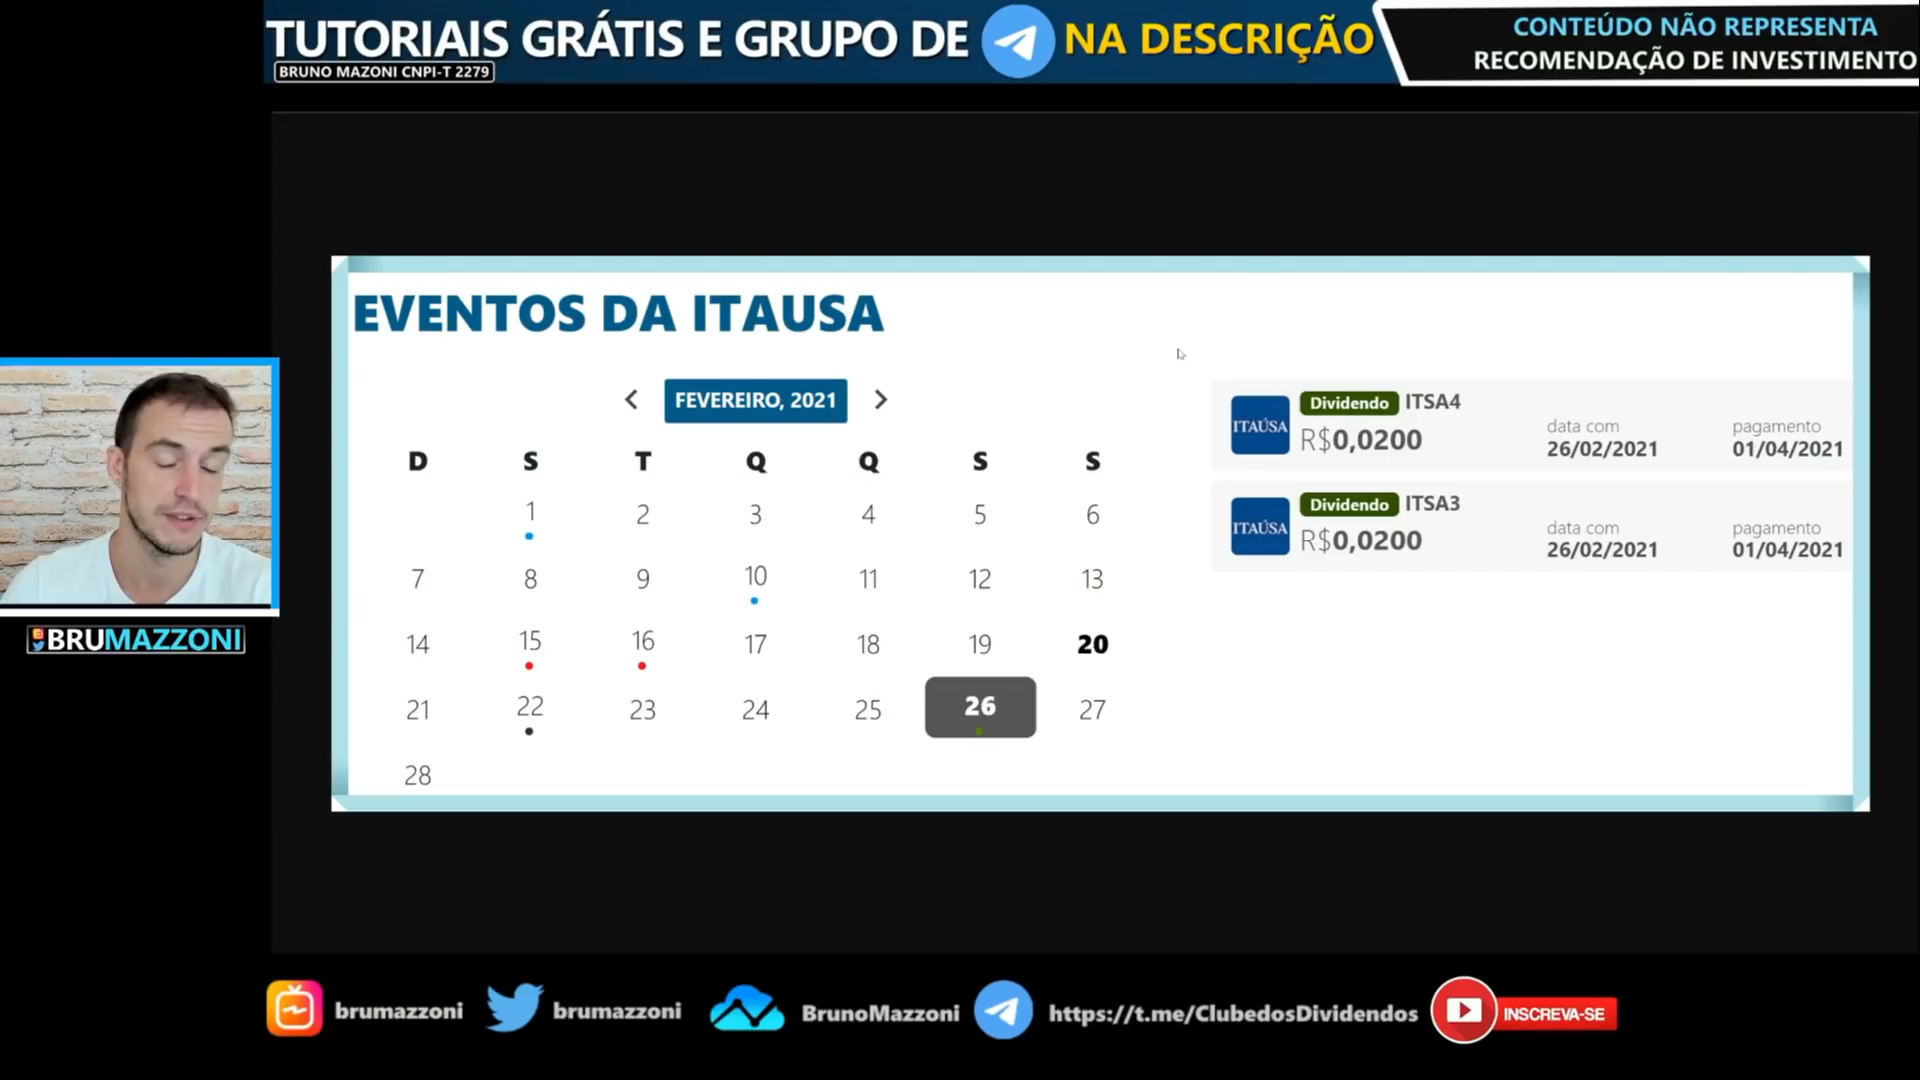 TUTORIAIS GRÁTIS E GRUPO DE NA DESCRIÇÃO
BRUNO MAZONI CNPI-T 2279
CONTEÚDO NÃO REPRESENTA
RECOMENDAÇÃO DE INVESTIMENTO
EVENTOS DA ITAUSA
FEVEREIRO, 2021
D S T Q Q S S
1 2 3 4 5 6
7 8 9 10 11 12 13
14 15 16 17 18 19 20
21 22 23 24 25 26 27
28
ITAÚSA
Dividendo ITSA4
R$0,0200
data com
26/02/2021
pagamento
01/04/2021
ITAÚSA
Dividendo ITSA3
R$0,0200
data com
26/02/2021
pagamento
01/04/2021
BRUMAZZONI
brumazzoni
brumazzoni
BrunoMazzoni
https://t.me/ClubedosDividendos
INSCREVA-SE